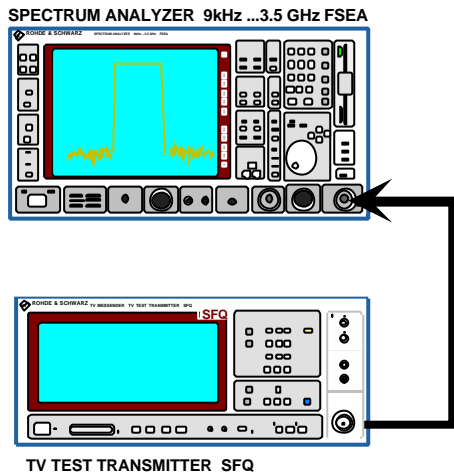 SPECTRUM ANALYZER 9kHz ...3.5 GHz FSEA
ROHDE & SCHWARZ SPECTRUM ANALYZER 9kHz...3.5 GHz FSEA
ROHDE & SCHWARZ TV MESSENDER TV TEST TRANSMITTER SFQ
SFQ
TV TEST TRANSMITTER SFQ